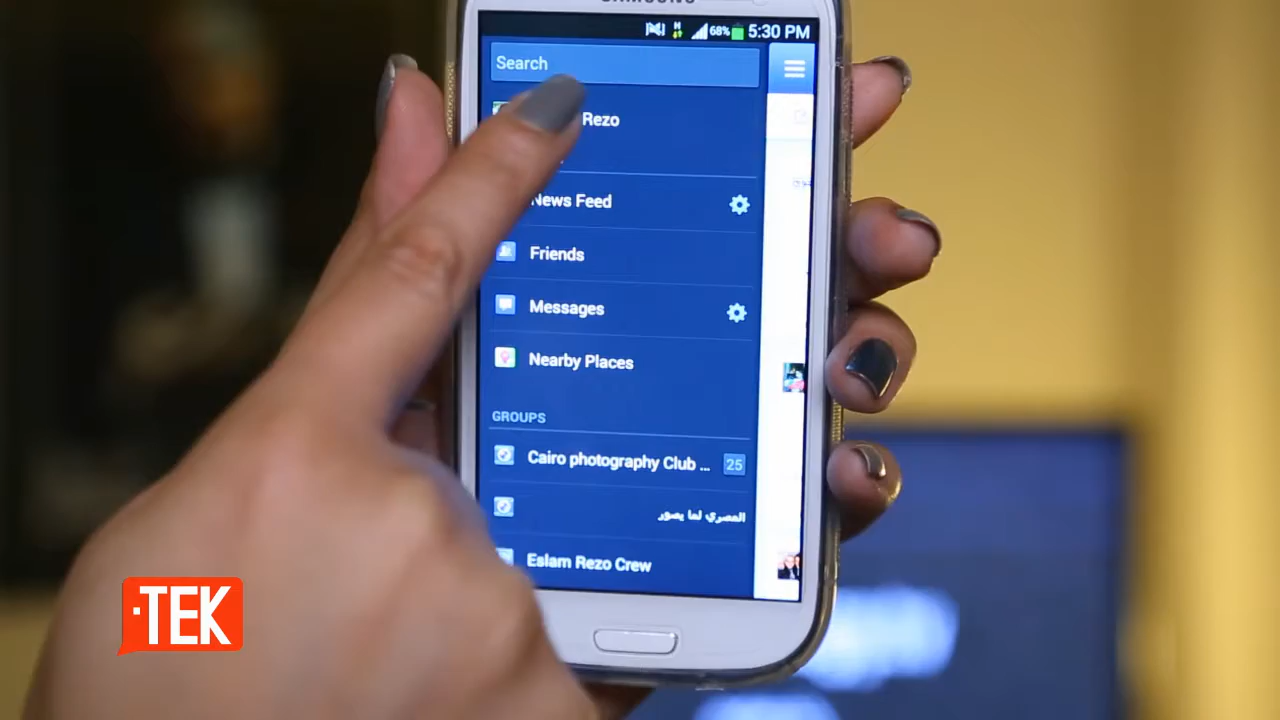 SAMSUNG
H
68%
5:30 PM
Search
Rezo
News Feed
Friends
Messages
Nearby Places
GROUPS
Cairo photography Club ...
25
المصري لما يصور
Eslam Rezo Crew
TEK